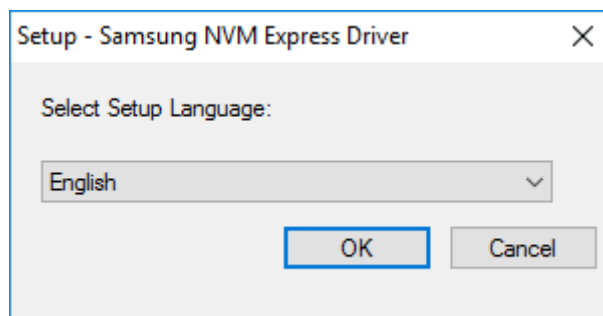 Setup - Samsung NVM Express Driver
Select Setup Language:
English
OK
Cancel